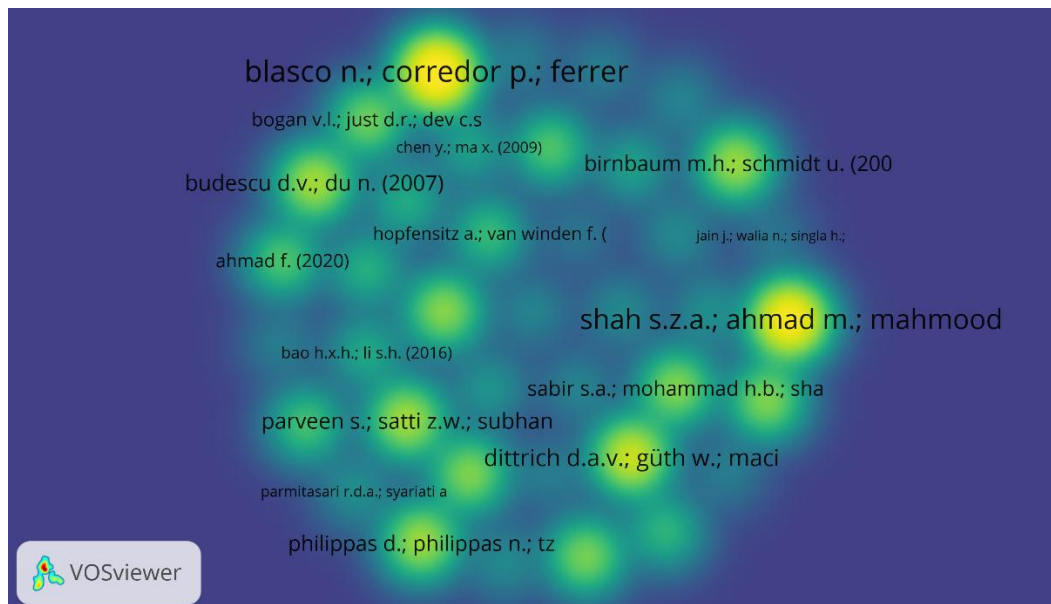 blasco n.; corredor p.; ferrer
bogan v.l.; just d.r.; dev c.s
chen y.; ma x. (2009)
birnbaum m.h.; schmidt u. (200
budescu d.v.; du n. (2007)
hopfensitz a.; van winden f. (
jain j.; walia n.; singla h.;
ahmad f. (2020)
shah s.z.a.; ahmad m.; mahmood
bao h.x.h.; li s.h. (2016)
sabir s.a.; mohammad h.b.; sha
parveen s.; satti z.w.; subhan
dittrich d.a.v.; güth w.; maci
parmitasari r.d.a.; syariati a
philippas d.; philippas n.; tz
VOSviewer